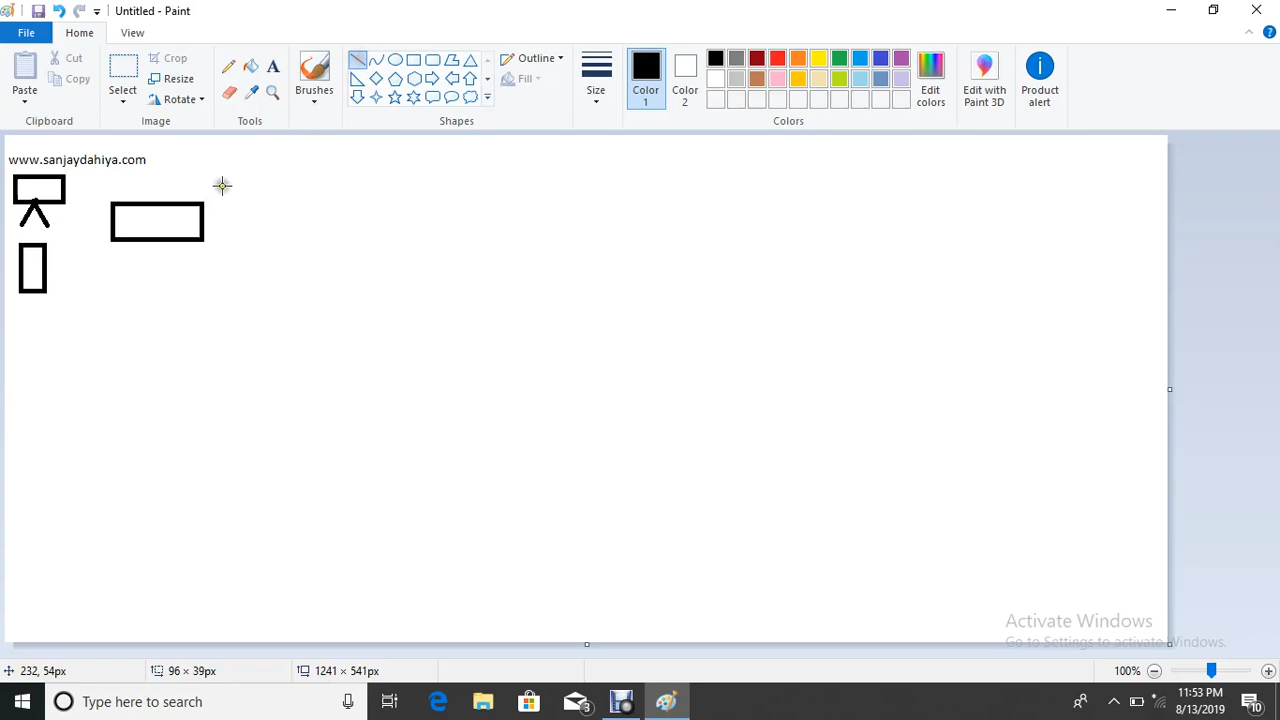 Untitled - Paint
File Home View
Paste
Cut
Copy
Clipboard
Select
Crop
Resize
Rotate
Image
Tools
Brushes
Shapes
Outline
Fill
Size
Color 1
Color 2
Colors
Edit colors
Edit with Paint 3D
Product alert
www.sanjaydahiya.com
Activate Windows
Go to Settings to activate Windows.
232, 54px
96 × 39px
1241 × 541px
100%
Type here to search
3
11:53 PM
8/13/2019
10